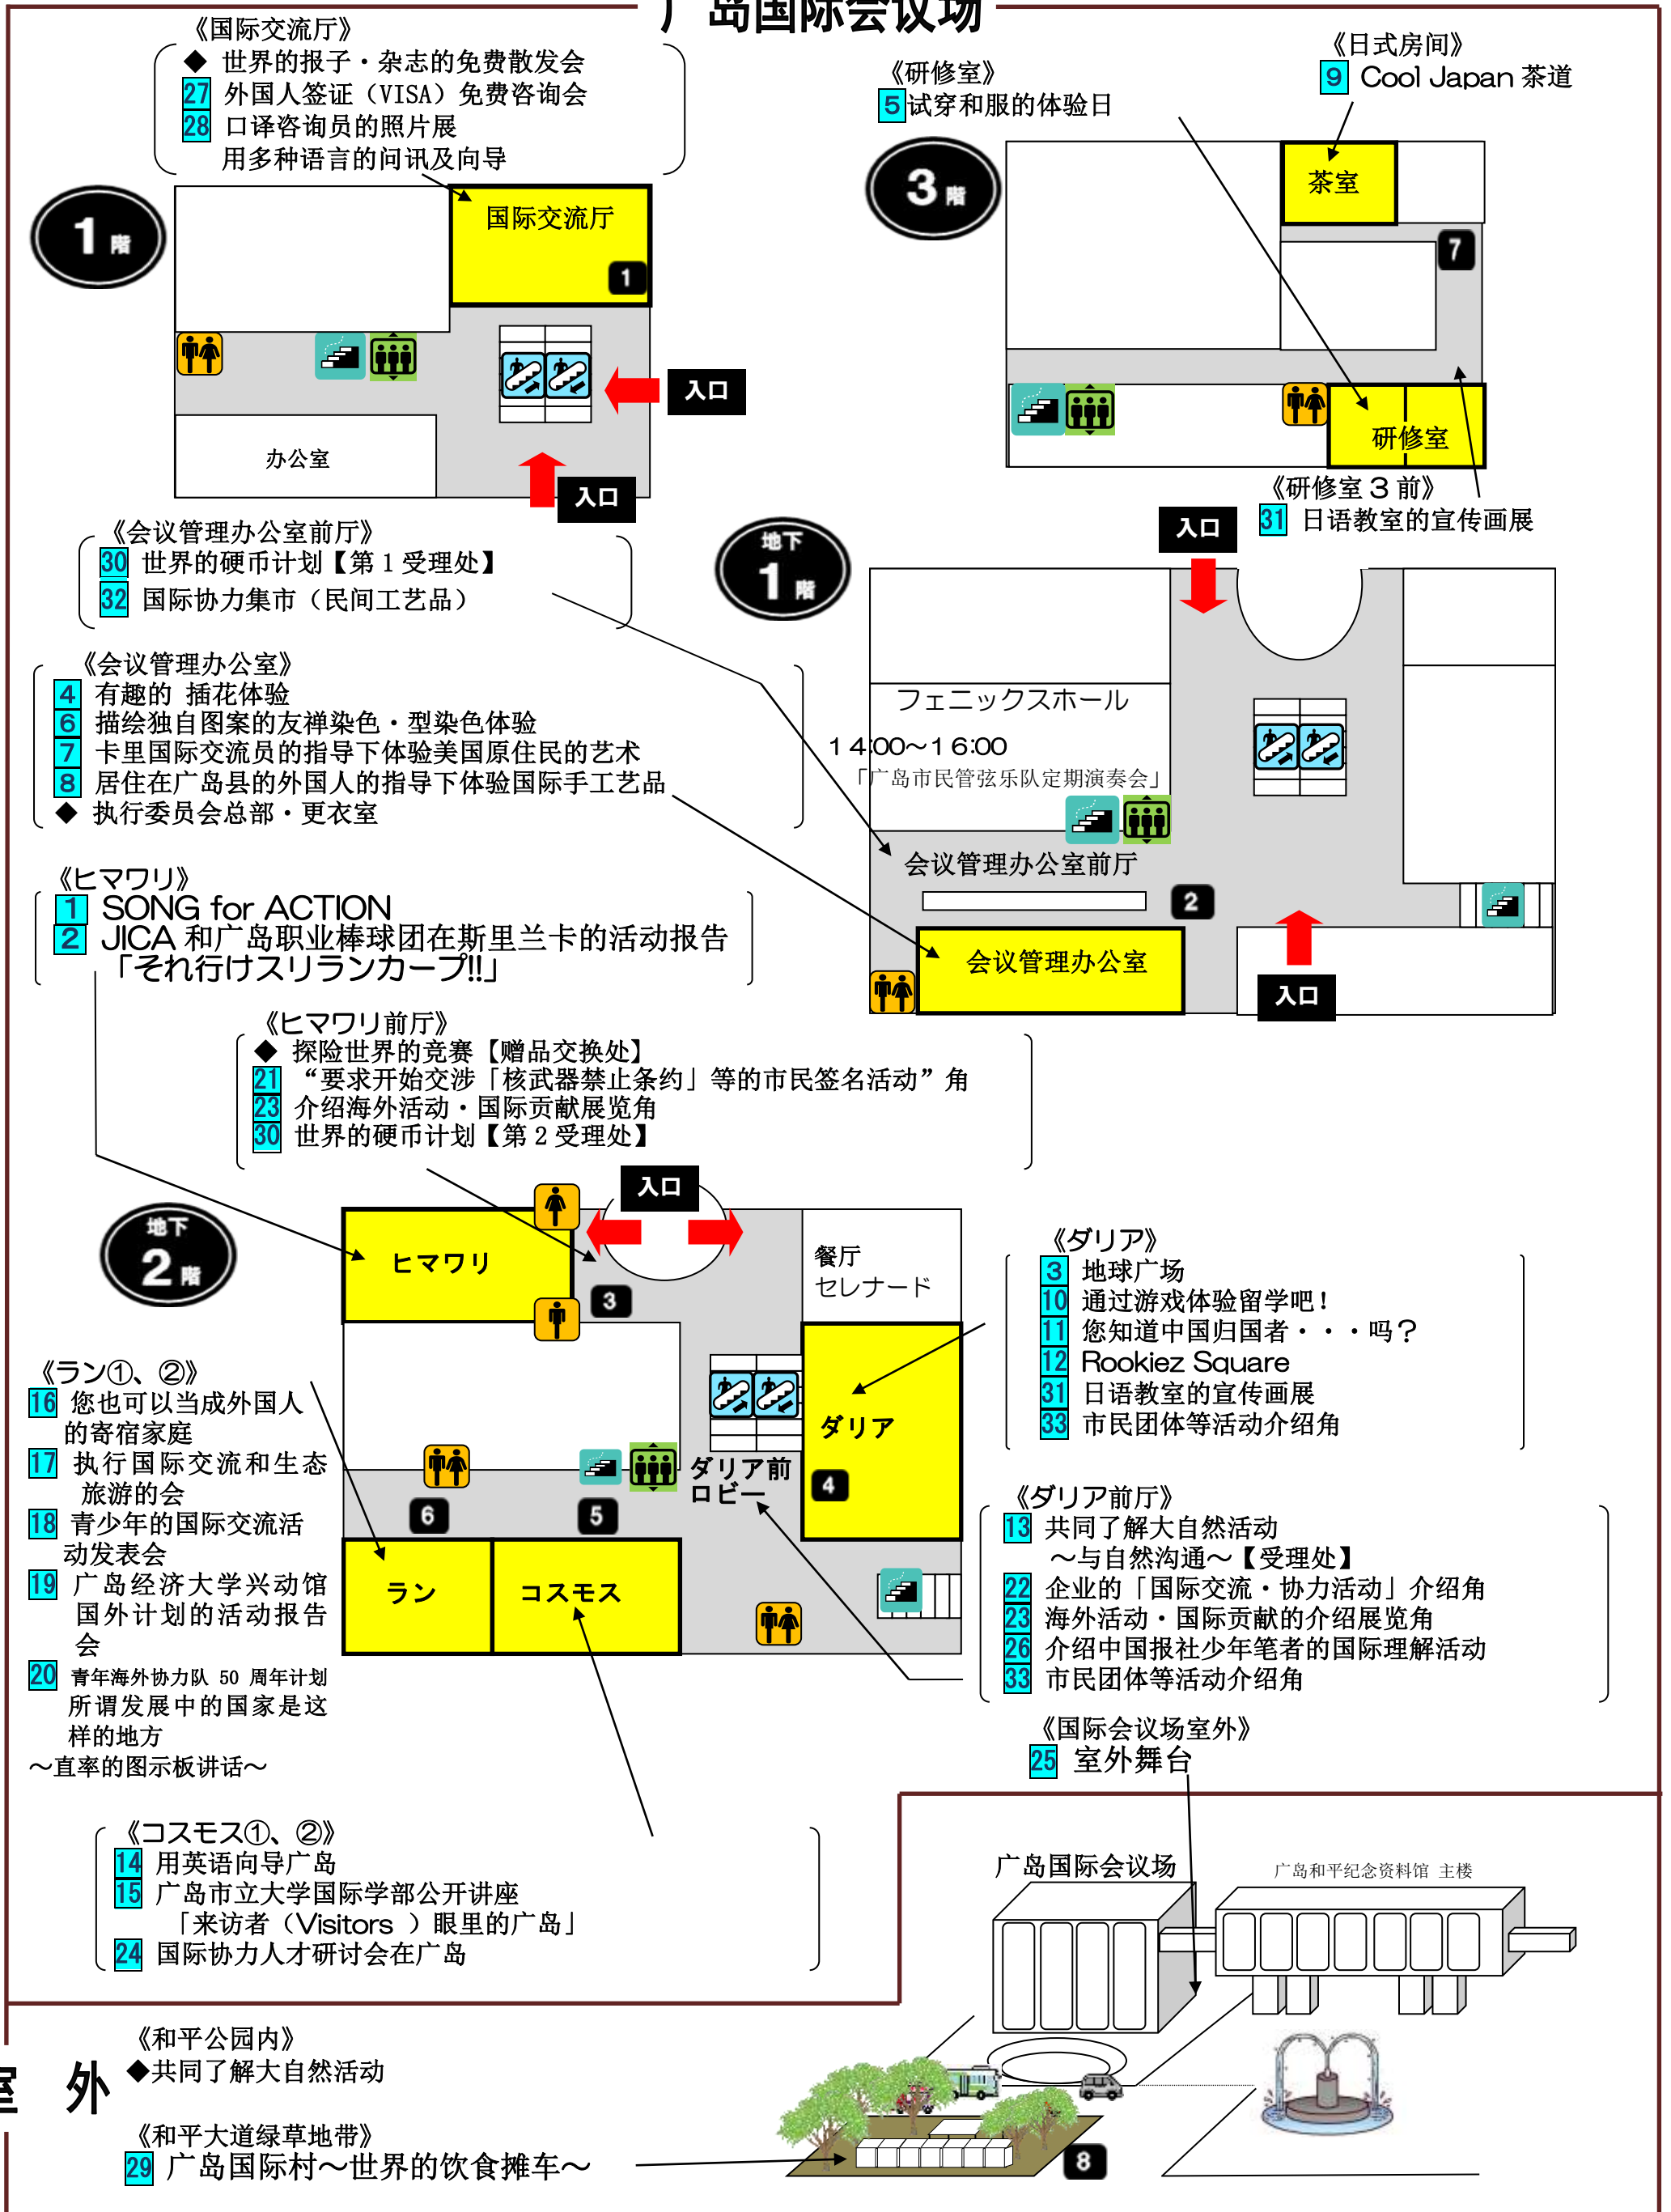 广岛国际会议场
《国际交流厅》
◆ 世界的报子・杂志的免费散发会
27 外国人签证（VISA）免费咨询会
28 口译咨询员的照片展
用多种语言的问讯及向导
1階
国际交流厅
1
入口
办公室
入口
《研修室》
5 试穿和服的体验日
《日式房间》
9 Cool Japan 茶道
3階
茶室
7
研修室
《研修室 3 前》
31 日语教室的宣传画展
《会议管理办公室前厅》
30 世界的硬币计划【第 1 受理处】
32 国际协力集市（民间工艺品）
《会议管理办公室》
4 有趣的 插花体验
6 描绘独自图案的友禅染色・型染色体验
7 卡里国际交流员的指导下体验美国原住民的艺术
8 居住在广岛县的外国人的指导下体验国际手工艺品
◆ 执行委员会总部・更衣室
地下
1階
入口
フェニックスホール
14:00～16:00
「广岛市民管弦乐队定期演奏会」
会议管理办公室前厅
2
会议管理办公室
入口
《ヒマワリ》
1 SONG for ACTION
2 JICA 和广岛职业棒球团在斯里兰卡的活动报告
「それ行けスリランカープ!!」
《ヒマワリ前厅》
◆ 探险世界的竞赛【赠品交换处】
21 “要求开始交涉「核武器禁止条约」等的市民签名活动”角
23 介绍海外活动・国际贡献展览角
30 世界的硬币计划【第 2 受理处】
地下
2階
入口
ヒマワリ
3
餐厅
セレナード
ダリア
4
ダリア前
ロビー
6
5
ラン
コスモス
《ダリア》
3 地球广场
10 通过游戏体验留学吧！
11 您知道中国归国者・・・吗？
12 Rookiez Square
31 日语教室的宣传画展
33 市民团体等活动介绍角
《ラン①、②》
16 您也可以当成外国人
的寄宿家庭
17 执行国际交流和生态
旅游的会
18 青少年的国际交流活
动发表会
19 广岛经济大学兴动馆
国外计划的活动报告
会
20 青年海外协力队 50 周年计划
所谓发展中的国家是这
样的地方
～直率的图示板讲话～
《ダリア前厅》
13 共同了解大自然活动
～与自然沟通～【受理处】
22 企业的「国际交流・协力活动」介绍角
23 海外活动・国际贡献的介绍展览角
26 介绍中国报社少年笔者的国际理解活动
33 市民团体等活动介绍角
《国际会议场室外》
25 室外舞台
《コスモス①、②》
14 用英语向导广岛
15 广岛市立大学国际学部公开讲座
「来访者（Visitors ）眼里的广岛」
24 国际协力人才研讨会在广岛
广岛国际会议场
广岛和平纪念资料馆 主楼
室 外
《和平公园内》
◆共同了解大自然活动
《和平大道绿草地带》
29 广岛国际村～世界的饮食摊车～
8